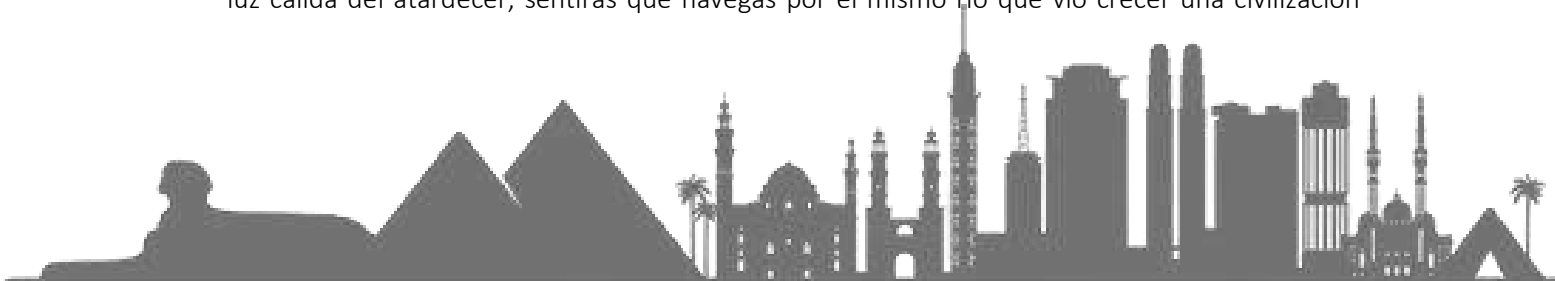 luz cálida del atardecer, sentirás que navegas por el mismo río que vio crecer una civilización